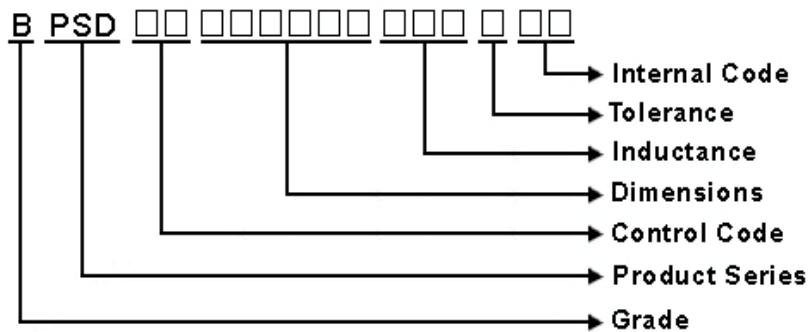 B PSD □□ □□□□□□ □□□ □ □□
Internal Code
Tolerance
Inductance
Dimensions
Control Code
Product Series
Grade